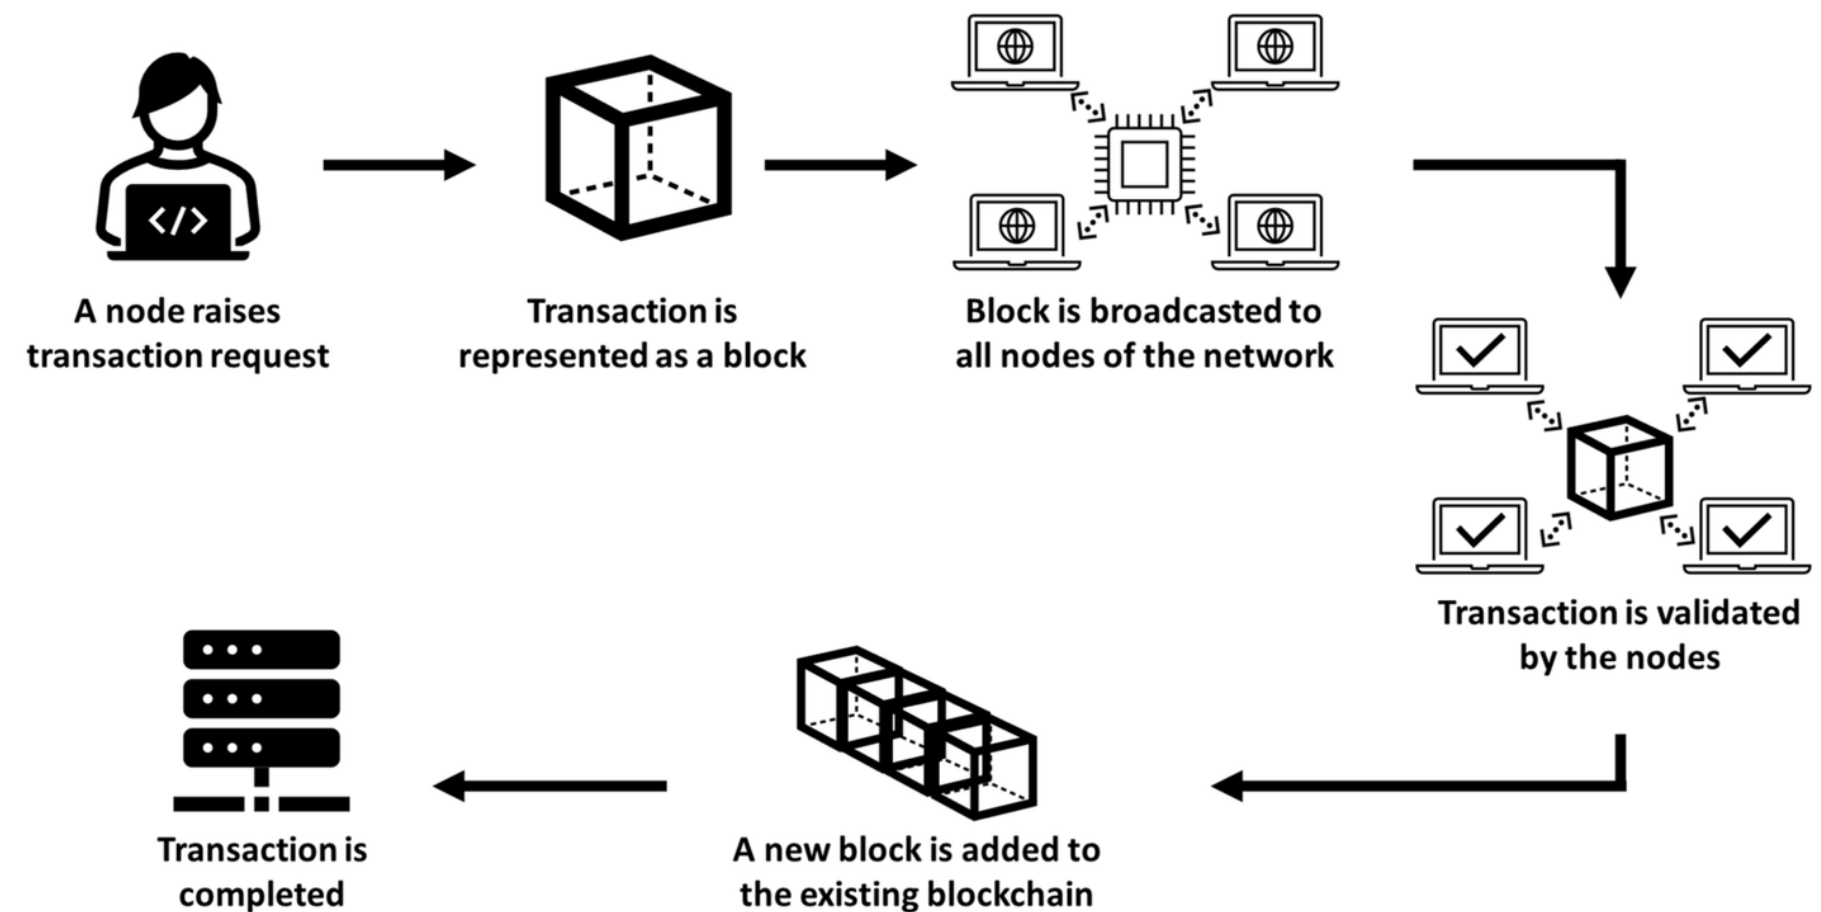 </>
A node raises
transaction request
Transaction is
represented as a block
Block is broadcasted to
all nodes of the network
Transaction is validated
by the nodes
A new block is added to
the existing blockchain
Transaction is
completed